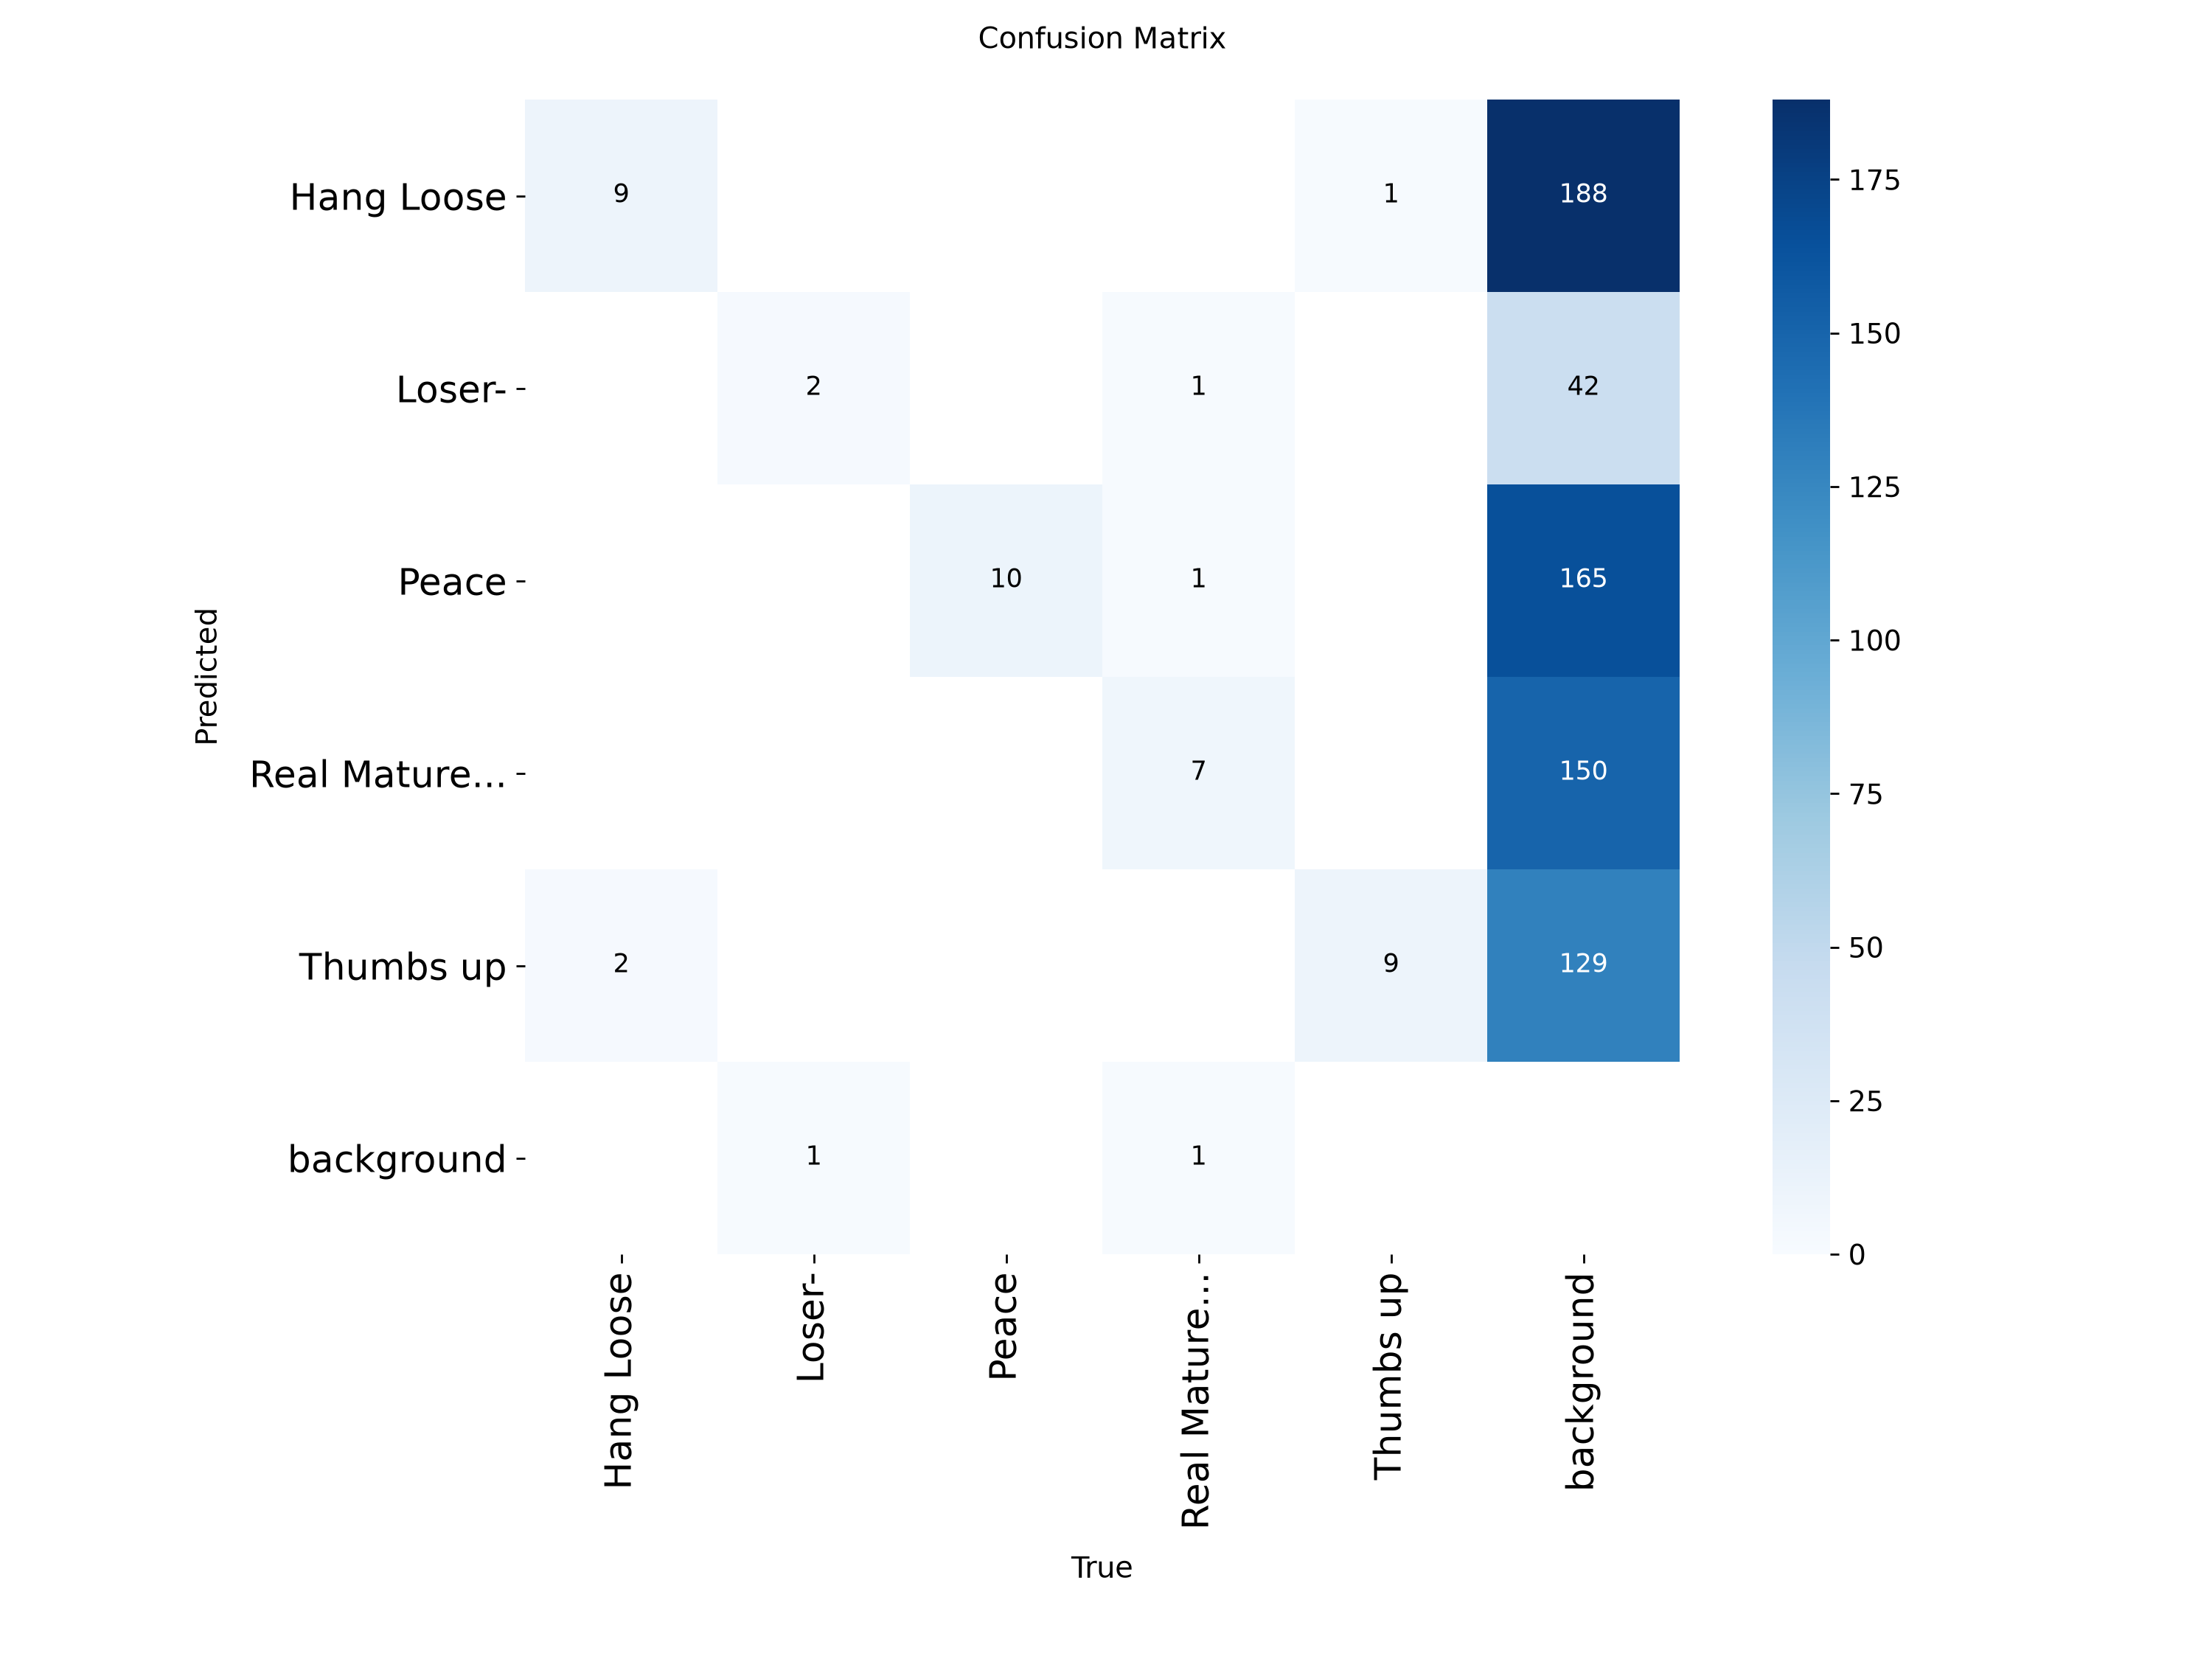 Confusion Matrix
Hang Loose 9 1 188
Loser- 2 1 42
Peace 10 1 165
Real Mature... 7 150
Thumbs up 2 9 129
background 1 1
Predicted
Hang Loose
Loser-
Peace
Real Mature...
Thumbs up
background
True
175
150
125
100
75
50
25
0